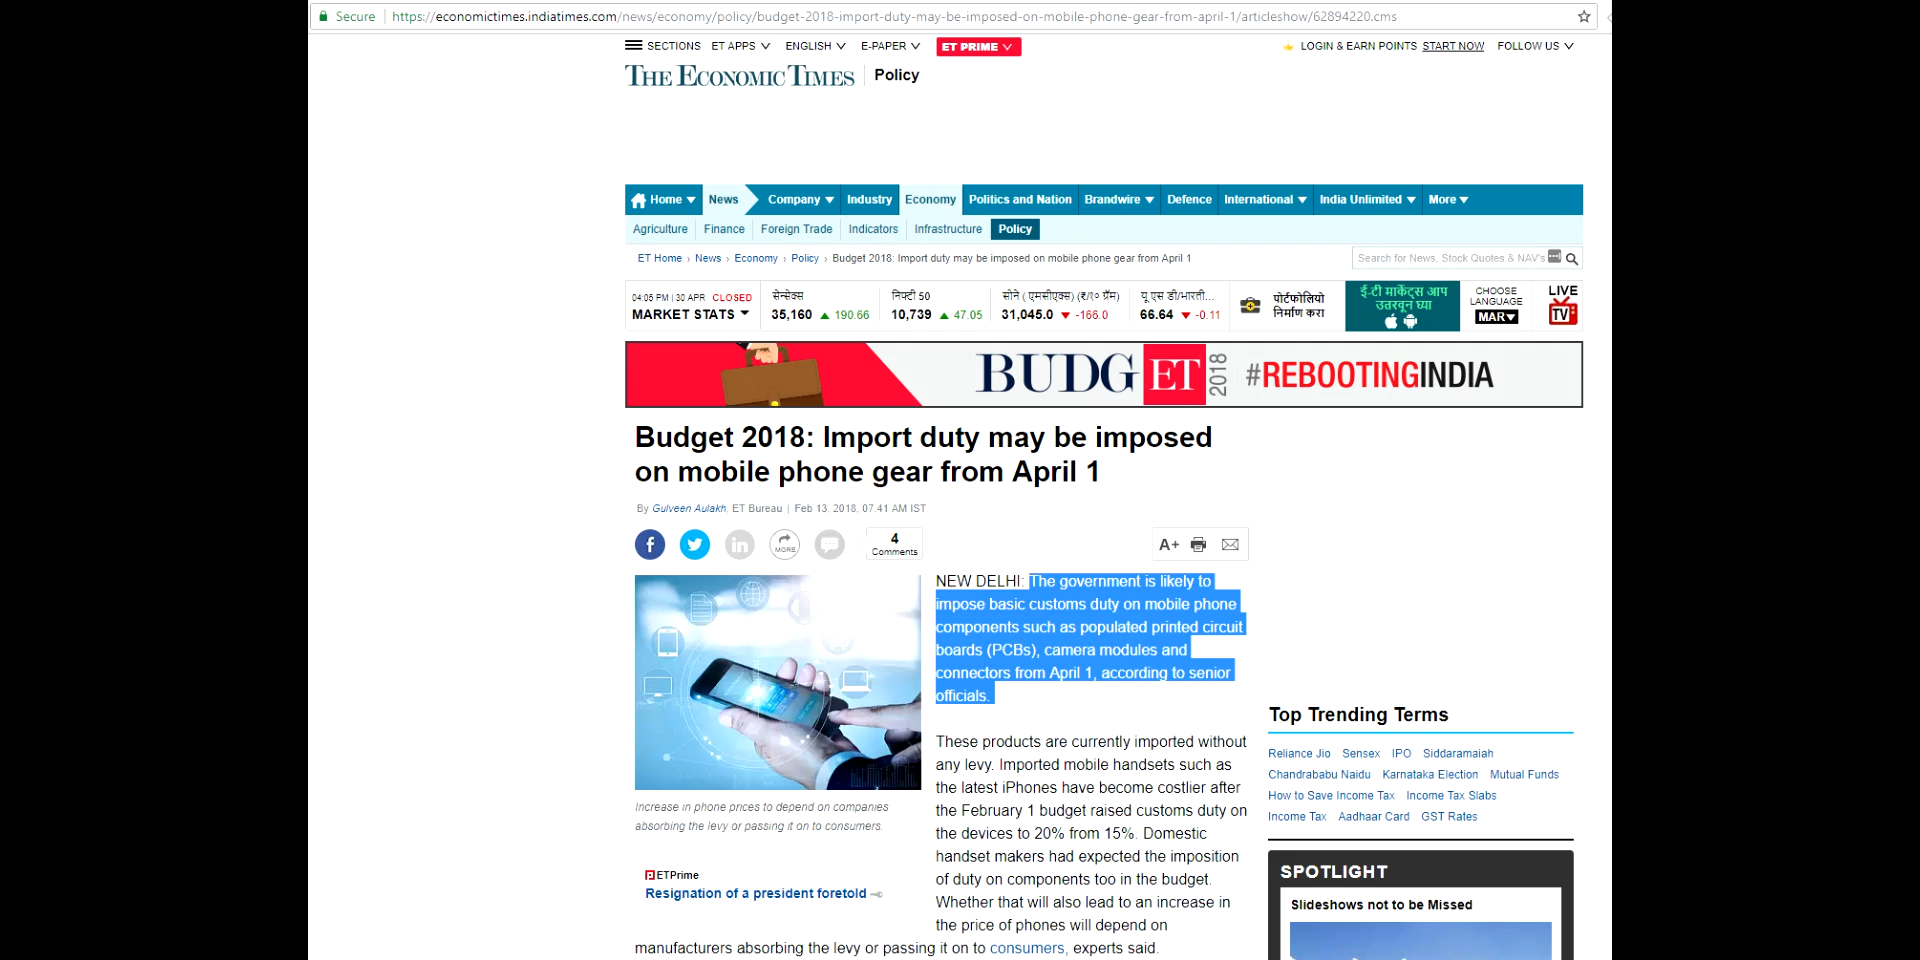 Secure https://economictimes.indiatimes.com/news/economy/policy/budget-2018-import-duty-may-be-imposed-on-mobile-phone-gear-from-april-1/articleshow/62894220.cms
SECTIONS ET APPS ENGLISH E-PAPER ET PRIME LOGIN & EARN POINTS START NOW FOLLOW US
THE ECONOMIC TIMES Policy
Home News Company Industry Economy Politics and Nation Brandwire Defence International India Unlimited More
Agriculture Finance Foreign Trade Indicators Infrastructure Policy
ET Home › News › Economy › Policy › Budget 2018: Import duty may be imposed on mobile phone gear from April 1 Search for News, Stock Quotes & NAV's
04:05 PM | 30 APR CLOSED
MARKET STATS
सेन्सेक्स
35,160 190.66
निफ्टी 50
10,739 47.05
सोने ( एमसीएक्स) (₹/१० ग्रॅम)
31,045.0 -166.0
यू एस डी/भारती...
66.64 -0.11
पोर्टफोलियो
निर्माण करा
ई-टी मार्केट्स आप
उतरवून घ्या
CHOOSE
LANGUAGE
MAR
LIVE
TV
BUDGET 2018 #REBOOTINGINDIA
Budget 2018: Import duty may be imposed
on mobile phone gear from April 1
By Gulveen Aulakh, ET Bureau | Feb 13, 2018, 07.41 AM IST
MORE
4
Comments
A+
NEW DELHI: The government is likely to
impose basic customs duty on mobile phone
components such as populated printed circuit
boards (PCBs), camera modules and
connectors from April 1, according to senior
officials.
Increase in phone prices to depend on companies
absorbing the levy or passing it on to consumers.
ETPrime
Resignation of a president foretold
These products are currently imported without
any levy. Imported mobile handsets such as
the latest iPhones have become costlier after
the February 1 budget raised customs duty on
the devices to 20% from 15%. Domestic
handset makers had expected the imposition
of duty on components too in the budget.
Whether that will also lead to an increase in
the price of phones will depend on
manufacturers absorbing the levy or passing it on to consumers, experts said.
Top Trending Terms
Reliance Jio Sensex IPO Siddaramaiah
Chandrababu Naidu Karnataka Election Mutual Funds
How to Save Income Tax Income Tax Slabs
Income Tax Aadhaar Card GST Rates
SPOTLIGHT
Slideshows not to be Missed